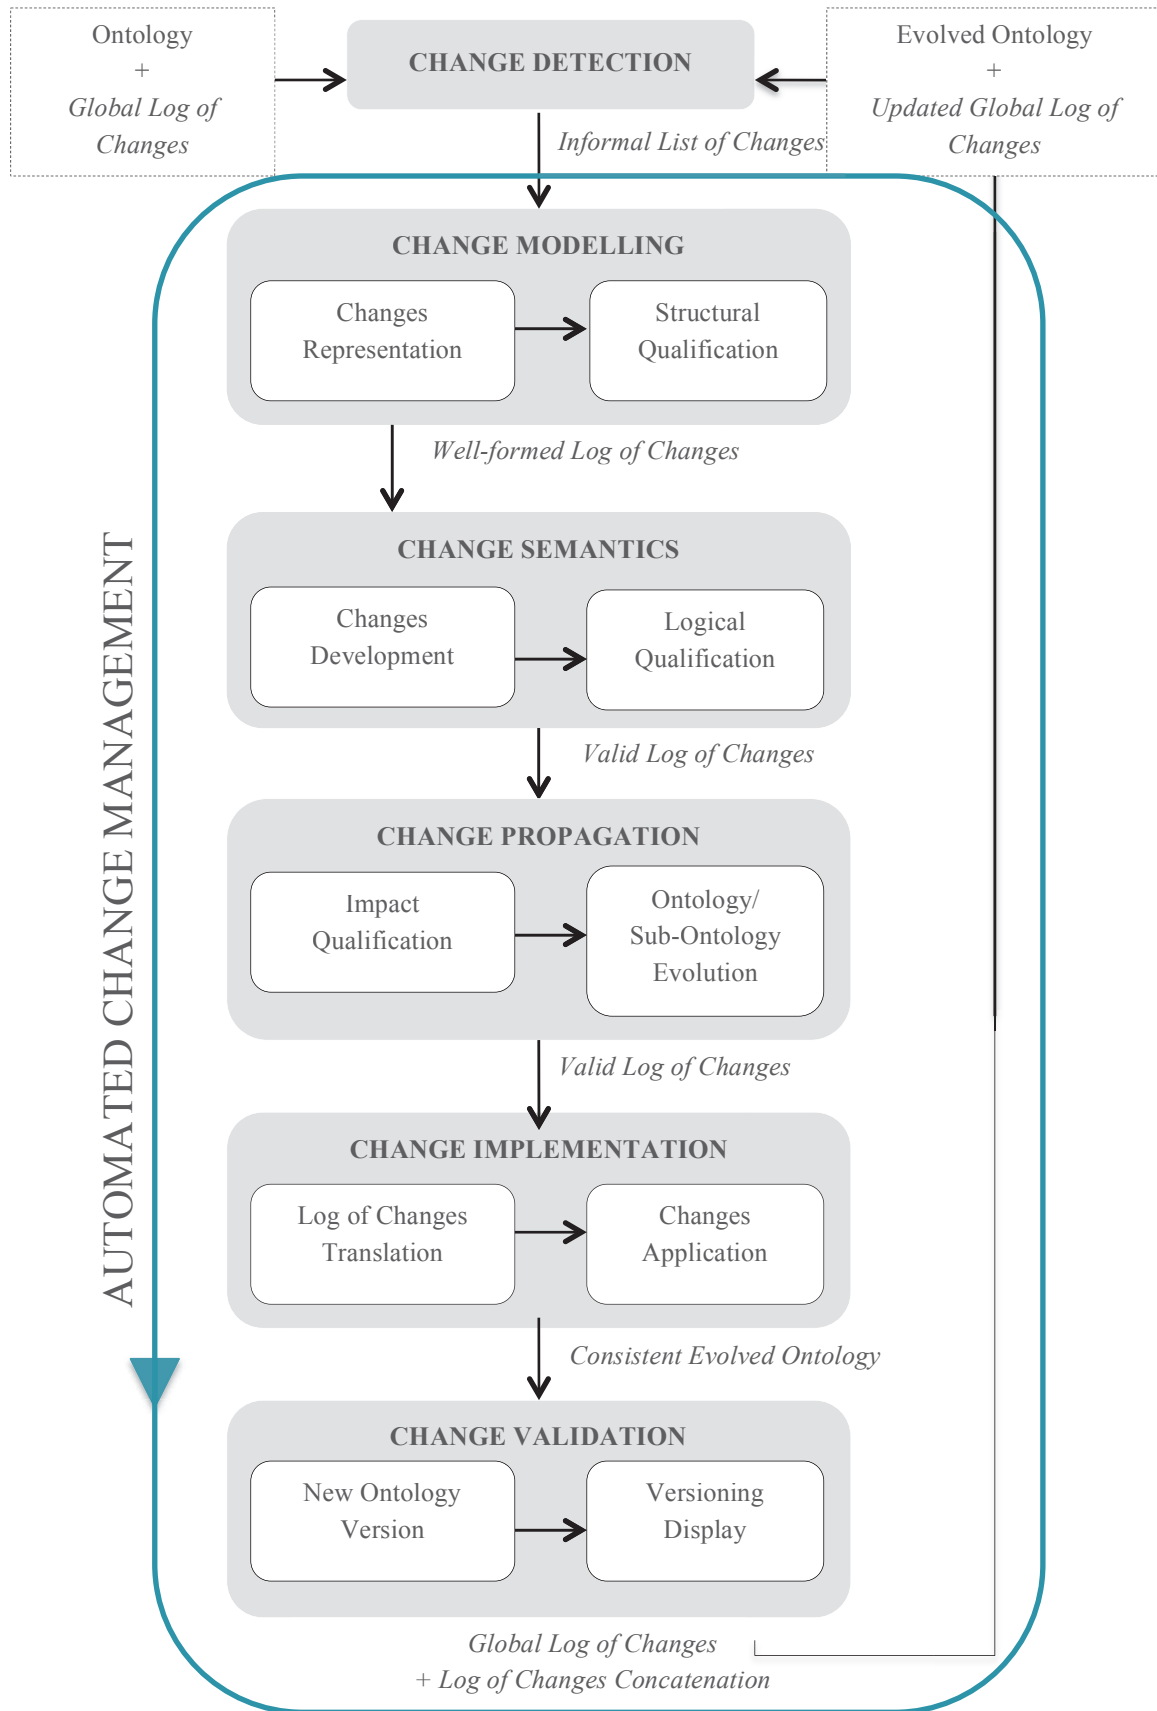 Ontology
+
Global Log of
Changes
CHANGE DETECTION
Evolved Ontology
+
Updated Global Log of
Changes
Informal List of Changes
CHANGE MODELLING
Changes
Representation
Structural
Qualification
Well-formed Log of Changes
CHANGE SEMANTICS
Changes
Development
Logical
Qualification
Valid Log of Changes
CHANGE PROPAGATION
Impact
Qualification
Ontology/
Sub-Ontology
Evolution
Valid Log of Changes
CHANGE IMPLEMENTATION
Log of Changes
Translation
Changes
Application
Consistent Evolved Ontology
CHANGE VALIDATION
New Ontology
Version
Versioning
Display
Global Log of Changes
+ Log of Changes Concatenation
AUTOMATED CHANGE MANAGEMENT